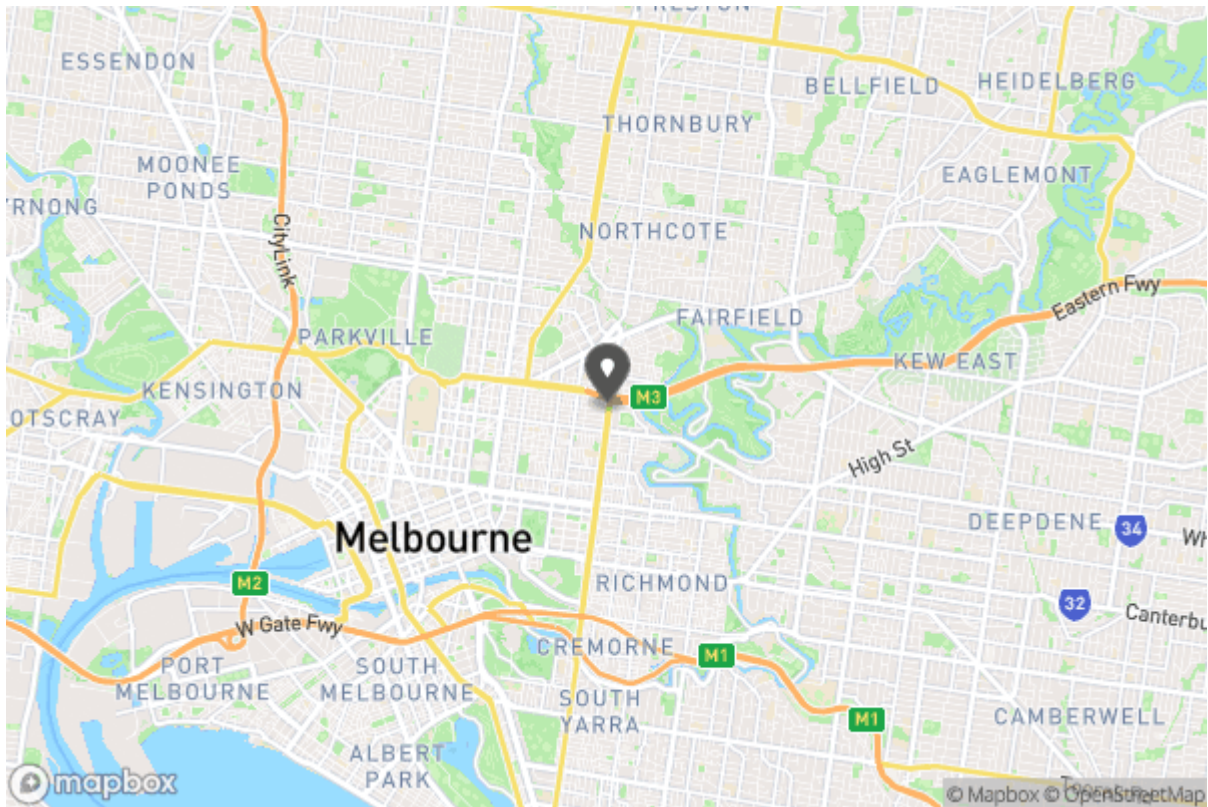 PRESTON
ESSENDON
HEIDELBERG
BELLFIELD
THORNBURY
MOONEE
PONDS
EAGLEMONT
YRNONG
NORTHCOTE
CityLink
Eastern Fwy
FAIRFIELD
PARKVILLE
KEW EAST
KENSINGTON
M3
OTSCRAY
High St
DEEPDENE
34
Melbourne
Wh
RICHMOND
M2
32
Canterbu
W Gate Fwy
CREMORNE
M1
PORT
MELBOURNE
SOUTH
MELBOURNE
SOUTH
YARRA
CAMBERWELL
M1
ALBERT
PARK
mapbox
© Mapbox © OpenStreetMap